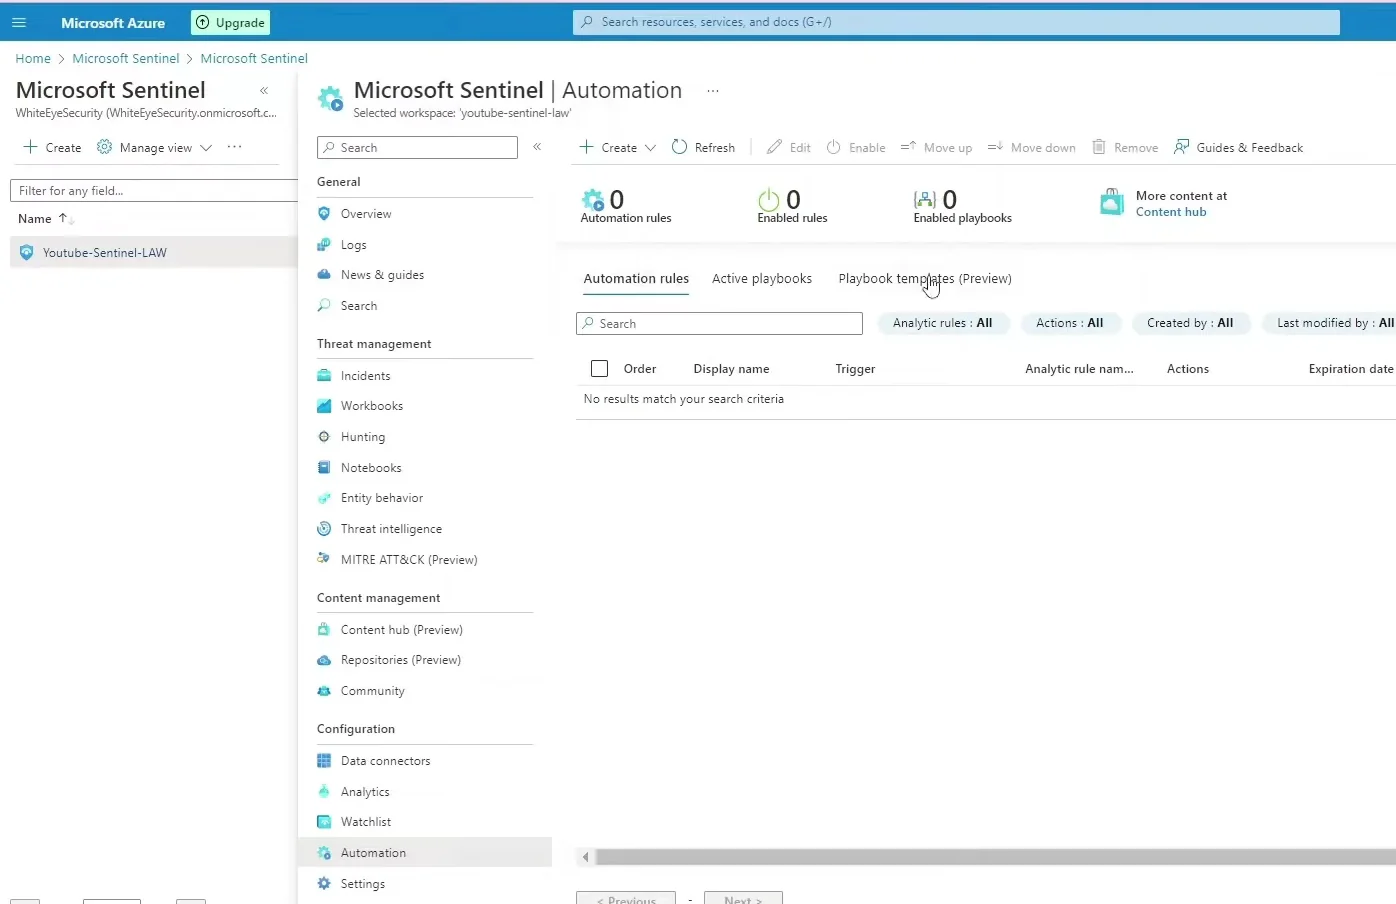 Microsoft Azure
Upgrade
Search resources, services, and docs (G+/)
Home > Microsoft Sentinel > Microsoft Sentinel
Microsoft Sentinel «
WhiteEyeSecurity (WhiteEyeSecurity.onmicrosoft.c...
+ Create Manage view ...
Filter for any field...
Name ↑↓
Youtube-Sentinel-LAW
Microsoft Sentinel | Automation ...
Selected workspace: 'youtube-sentinel-law'
Search «
General
Overview
Logs
News & guides
Search
Threat management
Incidents
Workbooks
Hunting
Notebooks
Entity behavior
Threat intelligence
MITRE ATT&CK (Preview)
Content management
Content hub (Preview)
Repositories (Preview)
Community
Configuration
Data connectors
Analytics
Watchlist
Automation
Settings
+ Create Refresh Edit Enable Move up Move down Remove Guides & Feedback
0
Automation rules
0
Enabled rules
0
Enabled playbooks
More content at
Content hub
Automation rules Active playbooks Playbook templates (Preview)
Search Analytic rules : All Actions : All Created by : All Last modified by : All
Order Display name Trigger Analytic rule nam... Actions Expiration date
No results match your search criteria
< Previous - Next >